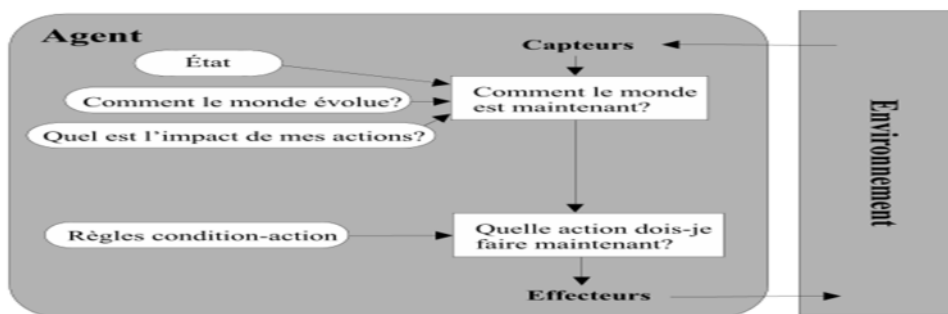 Agent
Capteurs
État
Comment le monde évolue?
Quel est l'impact de mes actions?
Comment le monde
est maintenant?
Environnement
Règles condition-action
Quelle action dois-je
faire maintenant?
Effecteurs